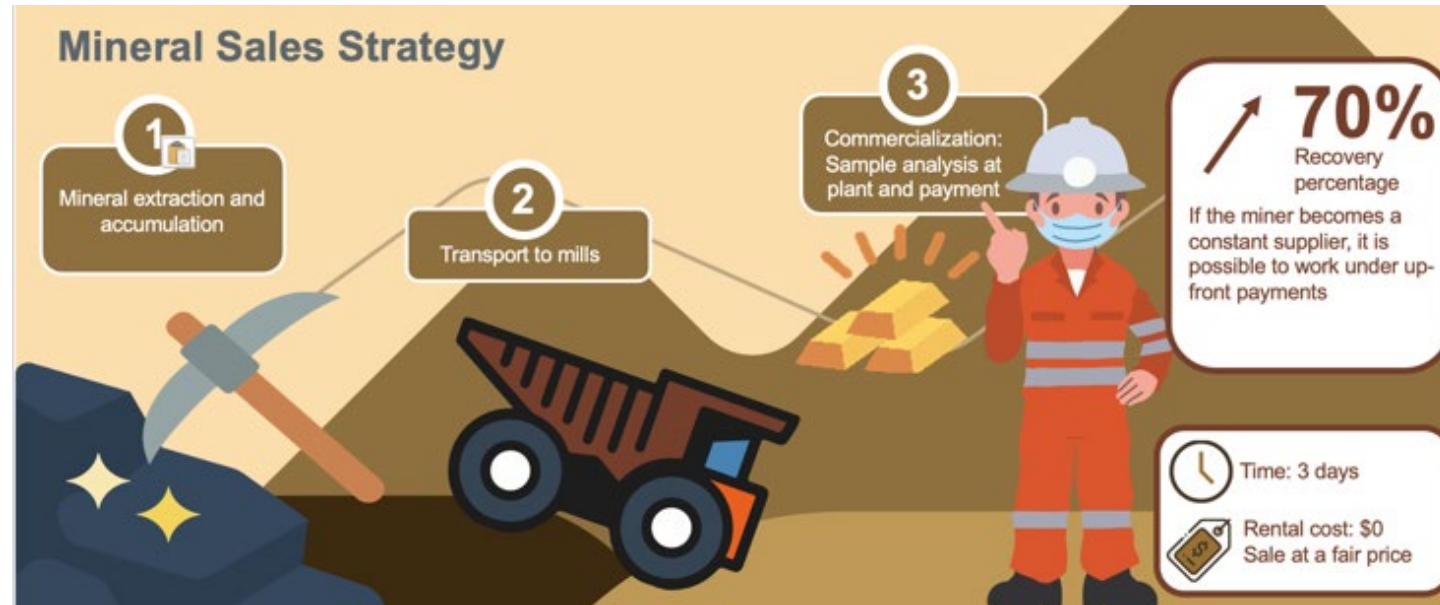 Mineral Sales Strategy
1
Mineral extraction and
accumulation
2
Transport to mills
3
Commercialization:
Sample analysis at
plant and payment
70%
Recovery
percentage
If the miner becomes a
constant supplier, it is
possible to work under up-
front payments
Time: 3 days
$
Rental cost: $0
Sale at a fair price